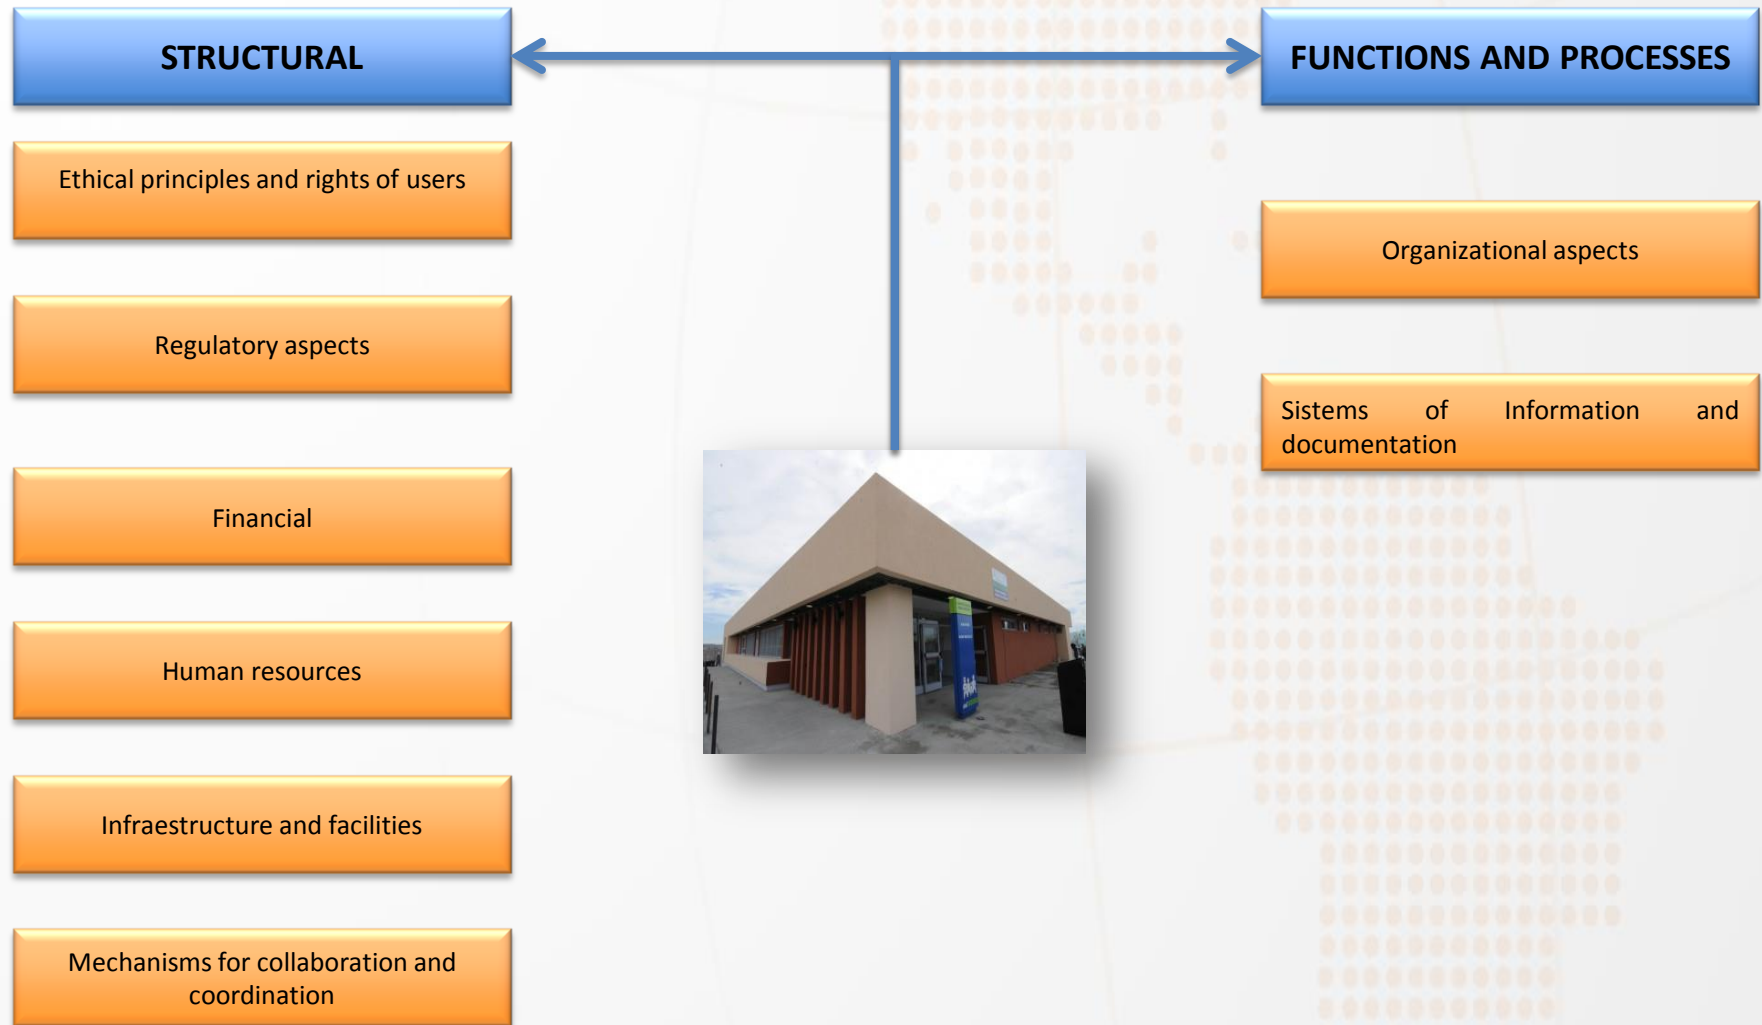 STRUCTURAL
FUNCTIONS AND PROCESSES
Ethical principles and rights of users
Regulatory aspects
Financial
Human resources
Infraestructure and facilities
Mechanisms for collaboration and
coordination
Organizational aspects
Sistems of Information and
documentation